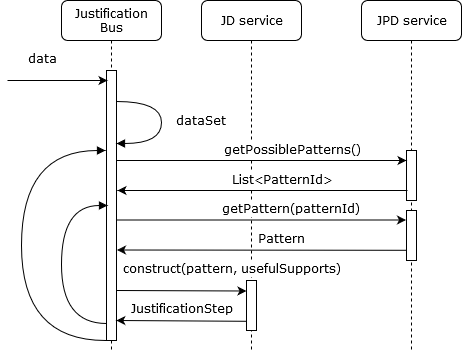 Justification
Bus
JD service
JPD service
data
dataSet
getPossiblePatterns()
List<PatternId>
getPattern(patternId)
Pattern
construct(pattern, usefulSupports)
JustificationStep